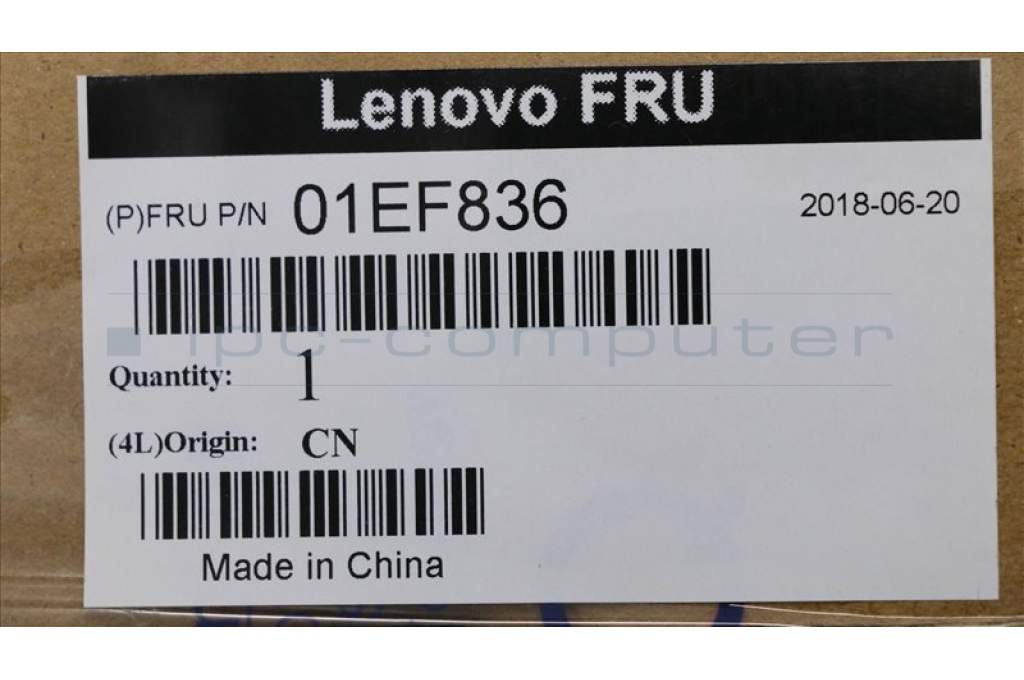 Lenovo FRU
(P)FRU P/N 01EF836 2018-06-20
ipc-computer
Quantity: 1
(4L)Origin: CN
Made in China